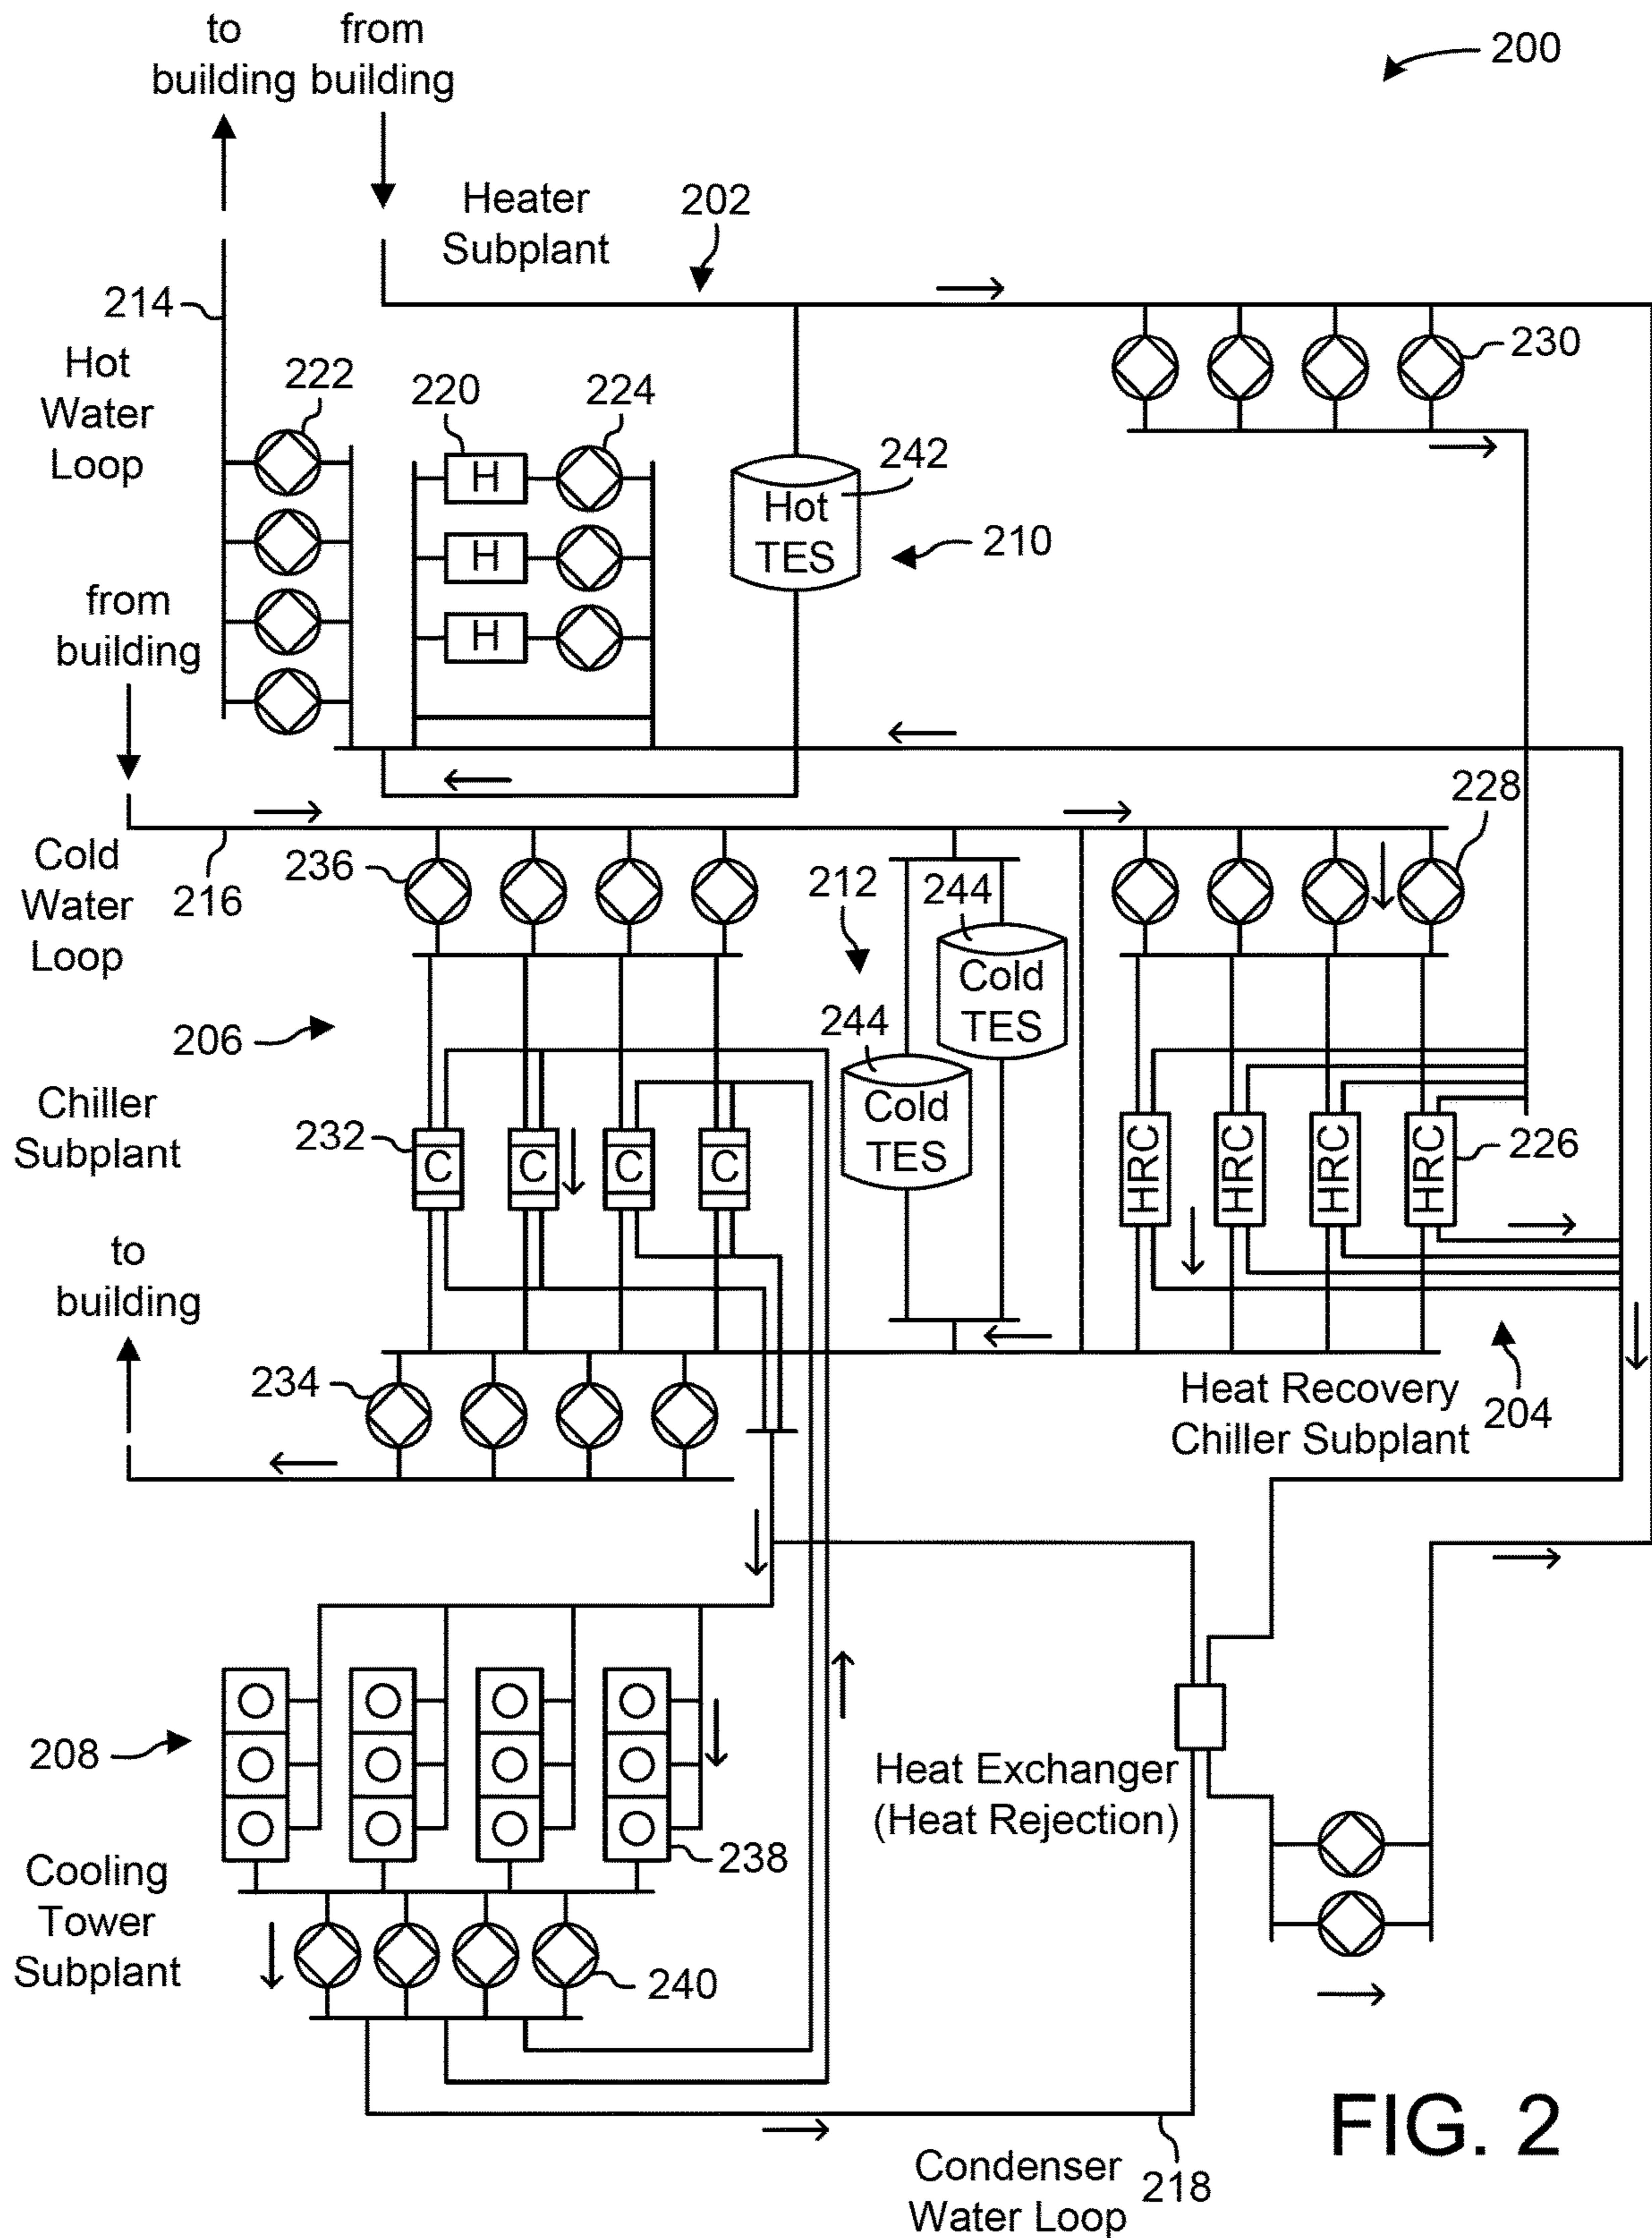 to
building
from
building
200
Heater
Subplant
202
214
Hot
Water
Loop
222
220
224
230
H
H
H
242
Hot
TES
210
from
building
228
Cold
Water
Loop
216
236
212
244
Cold
TES
244
Cold
TES
206
Chiller
Subplant
232
C
C
C
C
HRC
HRC
HRC
HRC
226
to
building
234
Heat Recovery
Chiller Subplant
204
208
Heat Exchanger
(Heat Rejection)
238
Cooling
Tower
Subplant
240
FIG. 2
Condenser
Water Loop
218